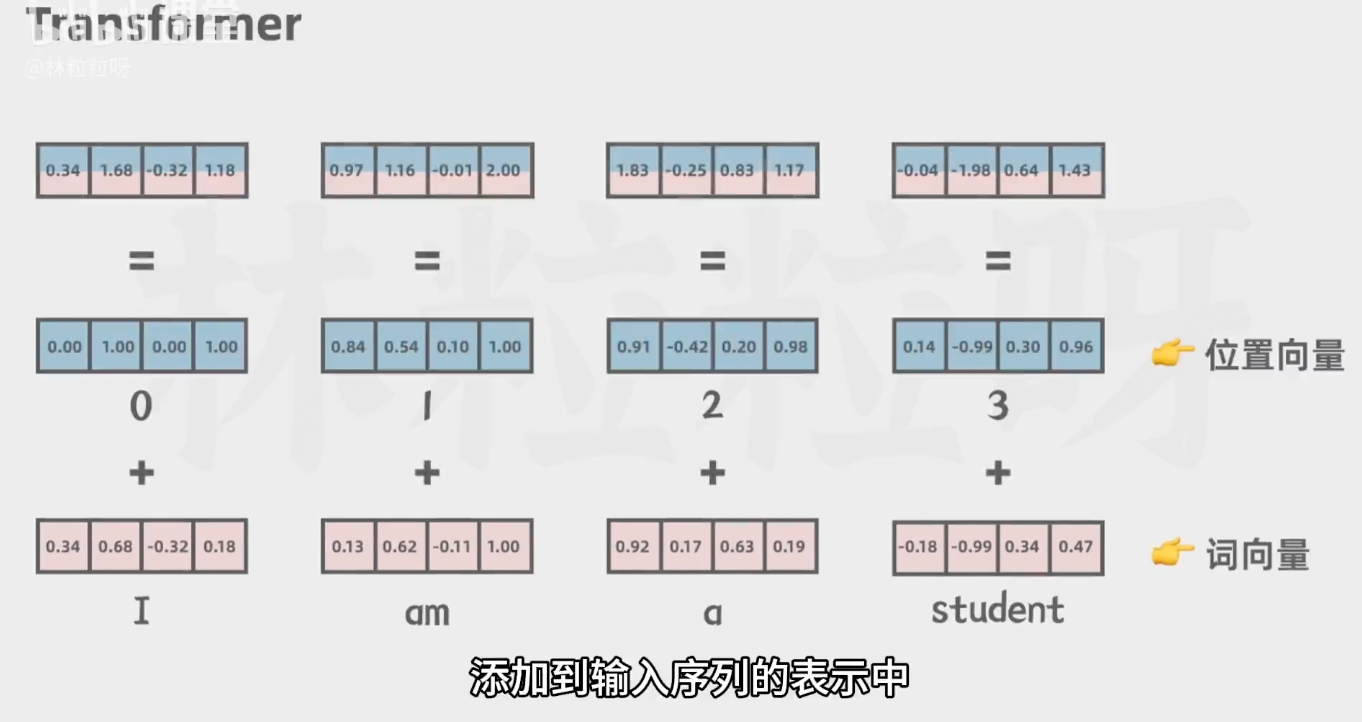 Transformer
@林粒粒呀
0.34 1.68 -0.32 1.18 0.97 1.16 -0.01 2.00 1.83 -0.25 0.83 1.17 -0.04 -1.98 0.64 1.43
= = = =
0.00 1.00 0.00 1.00 0.84 0.54 0.10 1.00 0.91 -0.42 0.20 0.98 0.14 -0.99 0.30 0.96 👉 位置向量
0 1 2 3
+ + + +
0.34 0.68 -0.32 0.18 0.13 0.62 -0.11 1.00 0.92 0.17 0.63 0.19 -0.18 -0.99 0.34 0.47 👉 词向量
I am a student
添加到输入序列的表示中
林粒粒呀